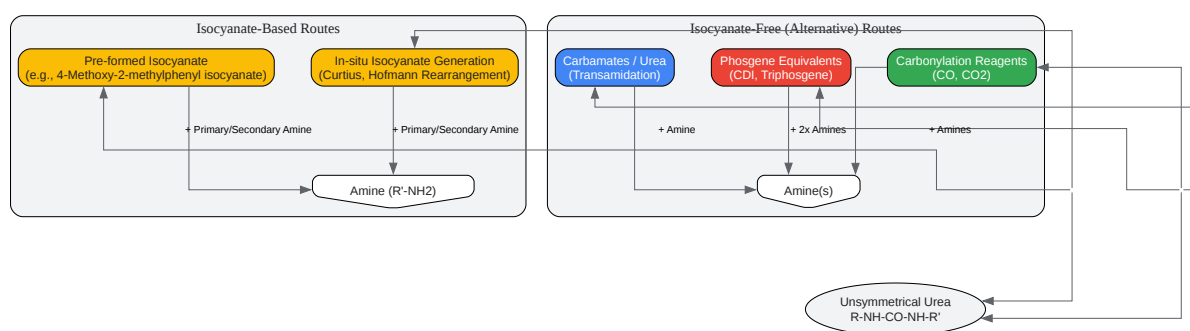 Isocyanate-Based Routes
Isocyanate-Free (Alternative) Routes
Pre-formed Isocyanate
(e.g., 4-Methoxy-2-methylphenyl isocyanate)
In-situ Isocyanate Generation
(Curtius, Hofmann Rearrangement)
Carbamates / Urea
(Transamidation)
Phosgene Equivalents
(CDI, Triphosgene)
Carbonylation Reagents
(CO, CO2)
+ Primary/Secondary Amine
+ Primary/Secondary Amine
+ Amine
+ 2x Amines
+ Amines
Amine (R'-NH2)
Amine(s)
Unsymmetrical Urea
R-NH-CO-NH-R'